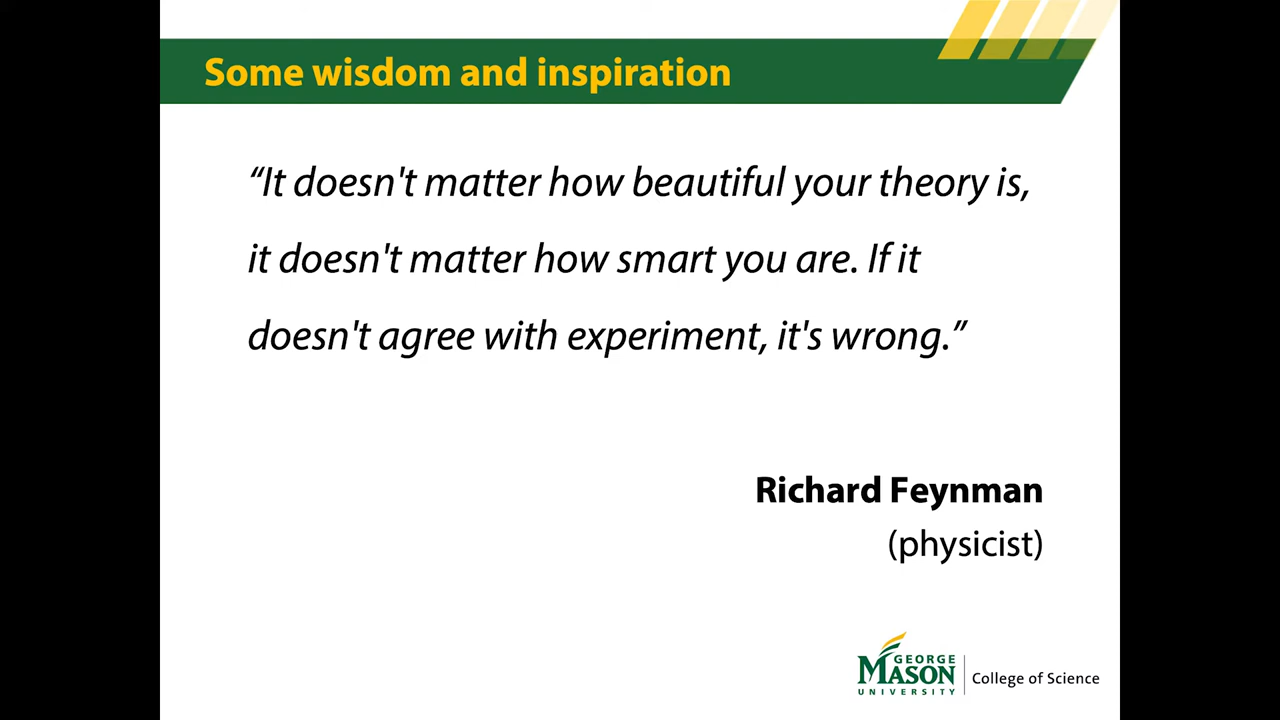 Some wisdom and inspiration
“It doesn't matter how beautiful your theory is,
it doesn't matter how smart you are. If it
doesn't agree with experiment, it's wrong.”
Richard Feynman
(physicist)
GEORGE
MASON
UNIVERSITY
College of Science